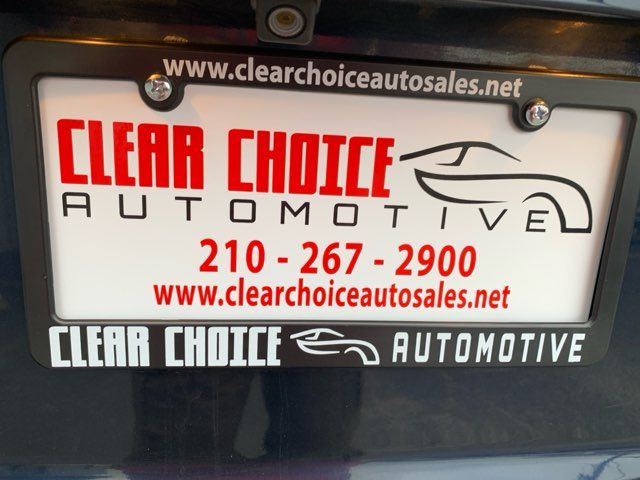 www.clearchoiceautosales.net
CLEAR CHOICE
AUTOMOTIVE
210 - 267 - 2900
www.clearchoiceautosales.net
CLEAR CHOICE AUTOMOTIVE